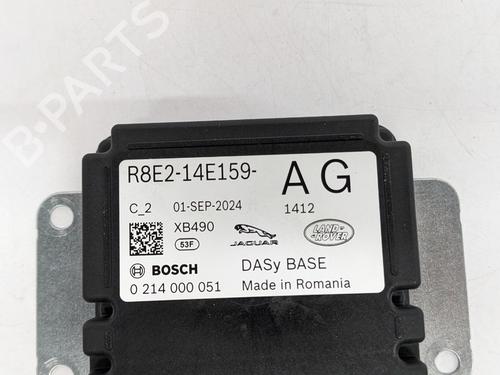 R8E2-14E159- AG
C_2 01-SEP-2024 1412
XB490
53F
JAGUAR
LAND ROVER
BOSCH DASy BASE
0 214 000 051 Made in Romania
B-PARTS